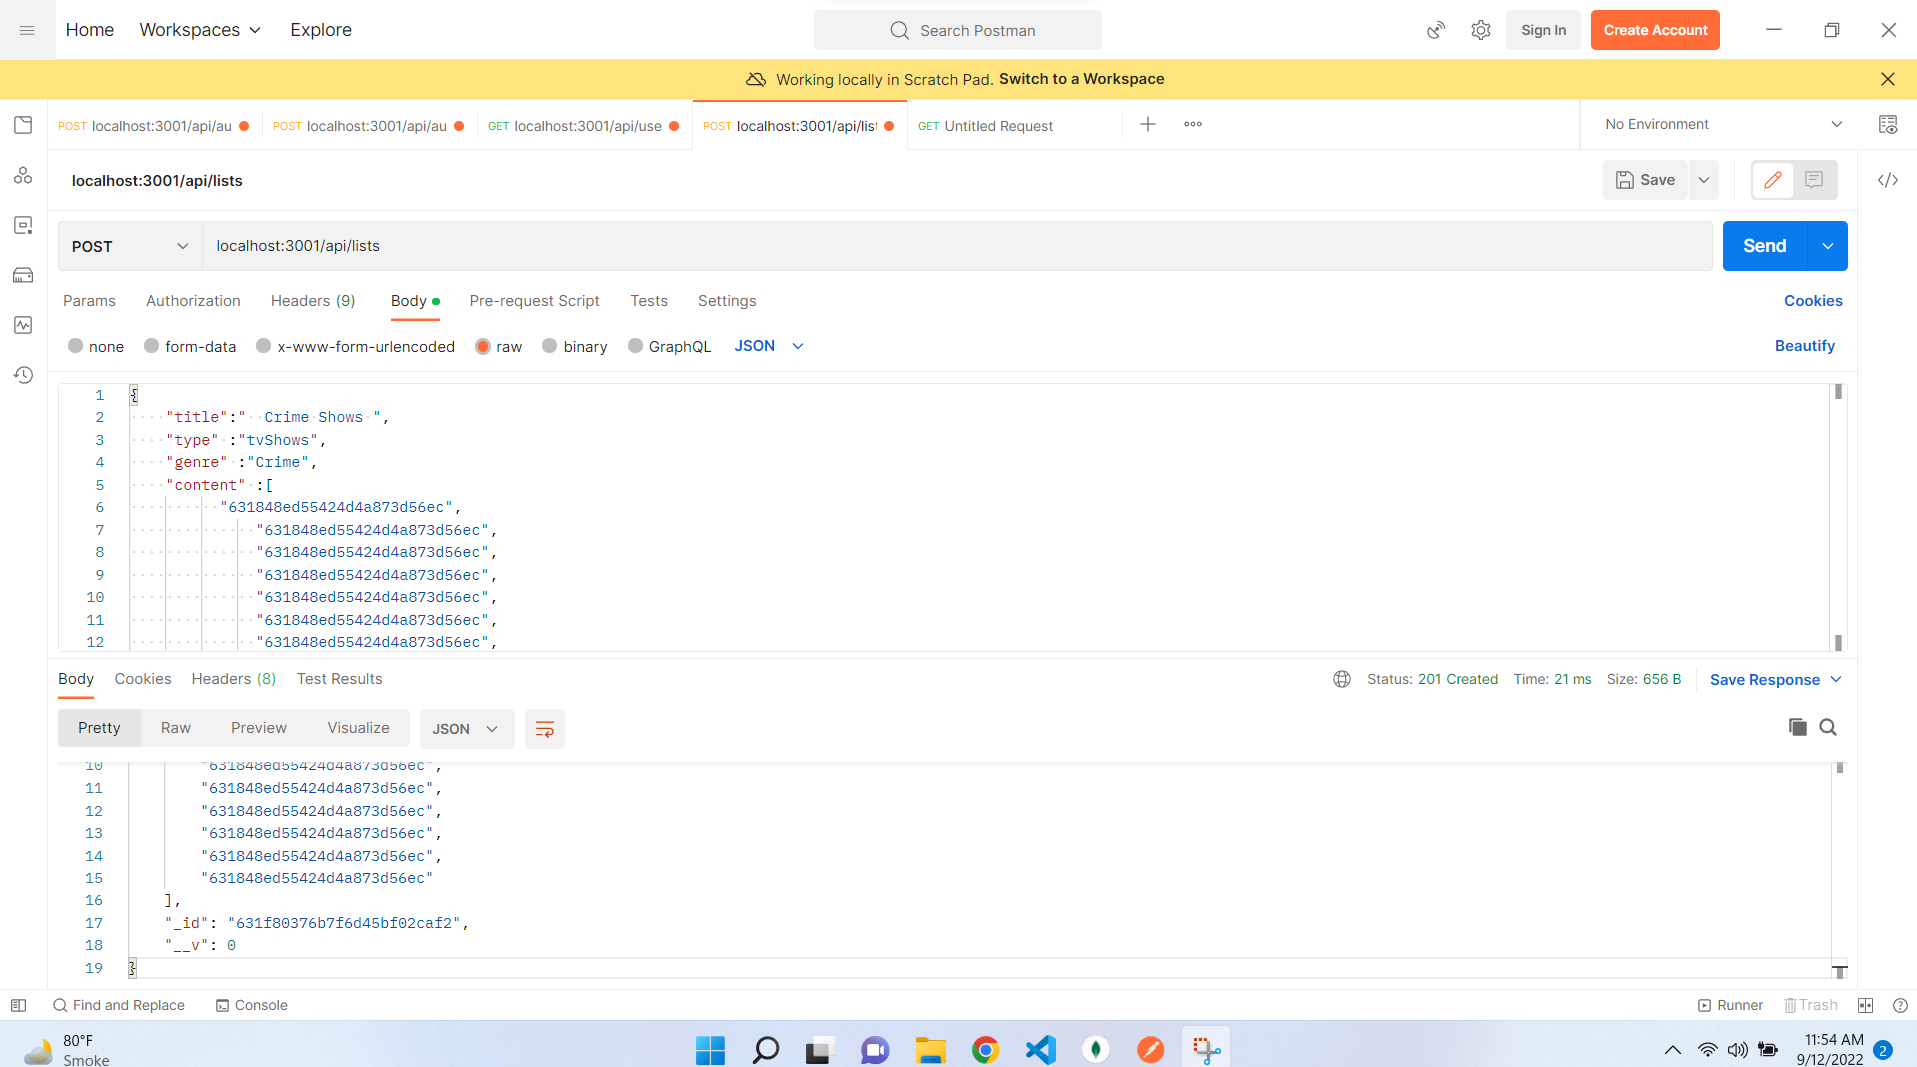 Home Workspaces Explore Search Postman Sign In Create Account
Working locally in Scratch Pad. Switch to a Workspace
POST localhost:3001/api/au POST localhost:3001/api/au GET localhost:3001/api/use POST localhost:3001/api/lis GET Untitled Request No Environment
localhost:3001/api/lists Save
POST localhost:3001/api/lists Send
Params Authorization Headers (9) Body Pre-request Script Tests Settings Cookies
none form-data x-www-form-urlencoded raw binary GraphQL JSON Beautify
1 {
2 "title":"  Crime Shows ",
3 "type" :"tvShows",
4 "genre" :"Crime",
5 "content" :[
6 "631848ed55424d4a873d56ec",
7 "631848ed55424d4a873d56ec",
8 "631848ed55424d4a873d56ec",
9 "631848ed55424d4a873d56ec",
10 "631848ed55424d4a873d56ec",
11 "631848ed55424d4a873d56ec",
12 "631848ed55424d4a873d56ec",
Body Cookies Headers (8) Test Results Status: 201 Created Time: 21 ms Size: 656 B Save Response
Pretty Raw Preview Visualize JSON
10 "631848ed55424d4a873d56ec",
11 "631848ed55424d4a873d56ec",
12 "631848ed55424d4a873d56ec",
13 "631848ed55424d4a873d56ec",
14 "631848ed55424d4a873d56ec",
15 "631848ed55424d4a873d56ec"
16 ],
17 "_id": "631f80376b7f6d45bf02caf2",
18 "__v": 0
19 }
Find and Replace Console Runner Trash
80°F 11:54 AM
Smoke 9/12/2022 2